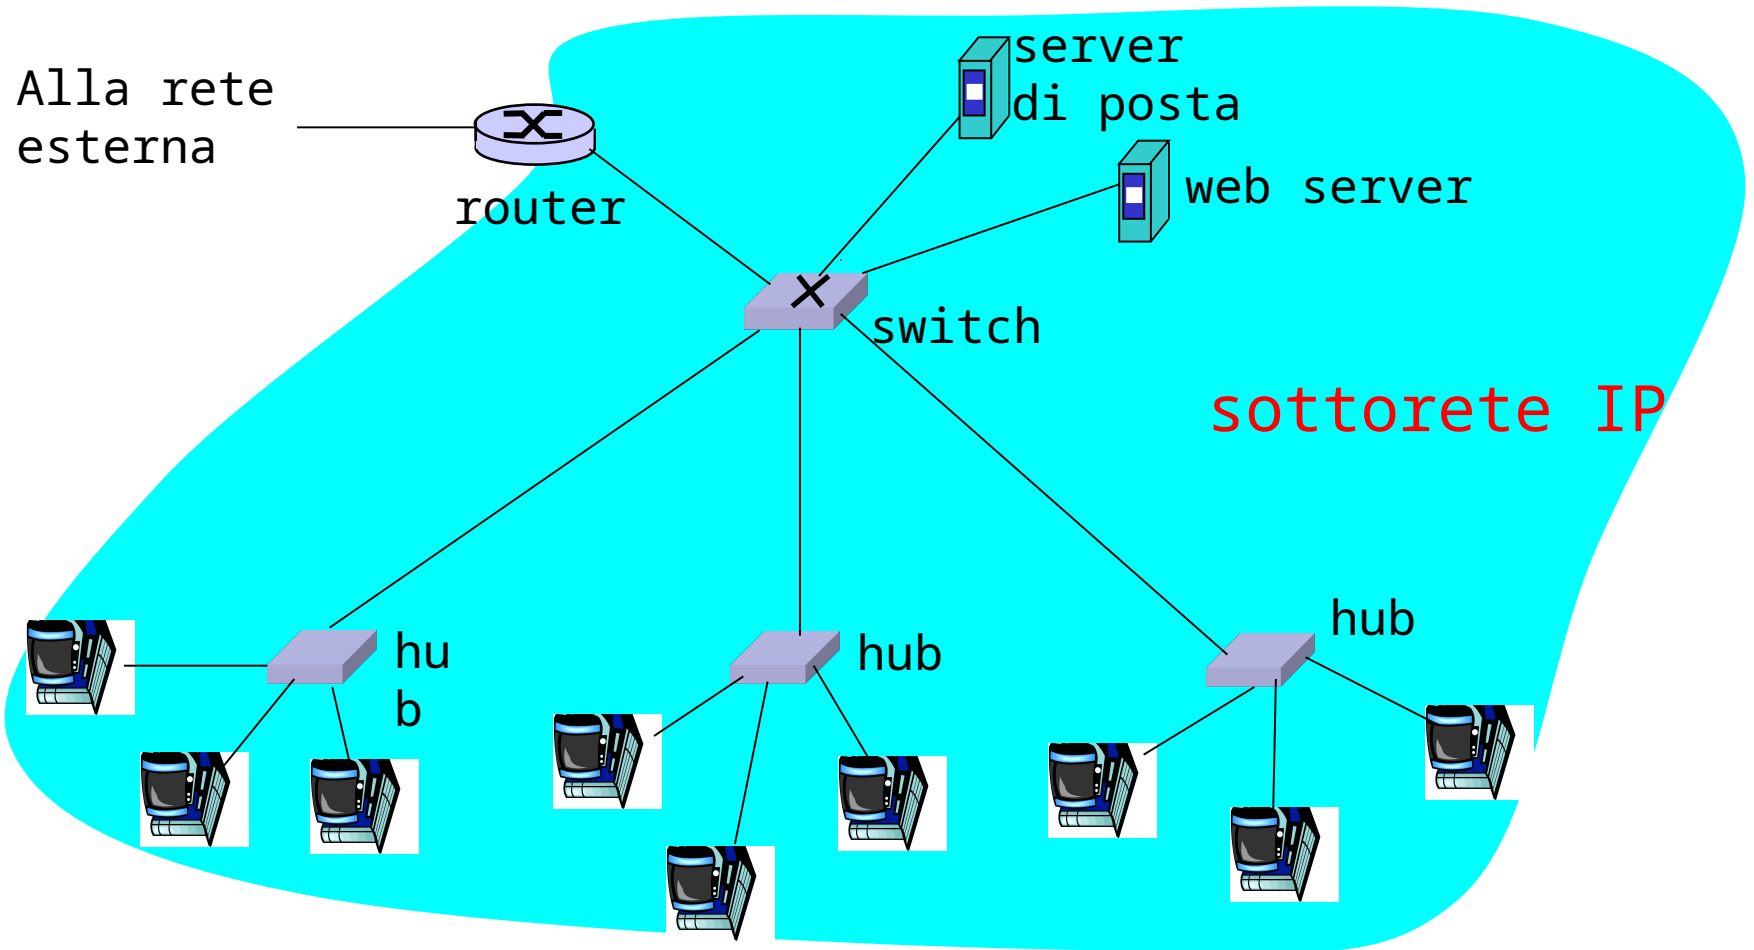 Alla rete
esterna
router
server
di posta
web server
switch
sottorete IP
hu
b
hub
hub